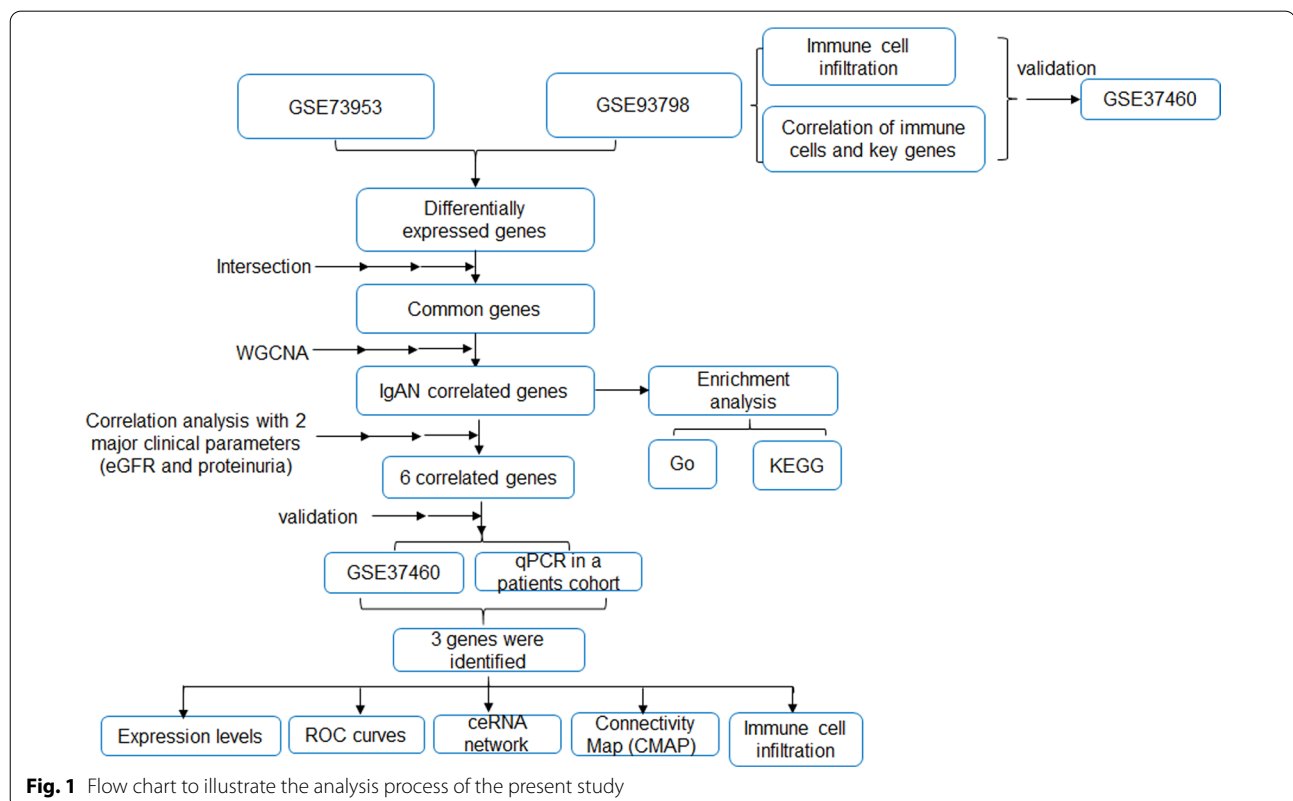 Immune cell
infiltration
validation
GSE73953
GSE93798
GSE37460
Correlation of immune
cells and key genes
Differentially
expressed genes
Intersection
Common genes
WGCNA
IgAN correlated genes
Enrichment
analysis
Correlation analysis with 2
major clinical parameters
(eGFR and proteinuria)
Go
KEGG
6 correlated genes
validation
GSE37460
qPCR in a
patients cohort
3 genes were
identified
Expression levels
ROC curves
ceRNA
network
Connectivity
Map (CMAP)
Immune cell
infiltration
Fig. 1 Flow chart to illustrate the analysis process of the present study